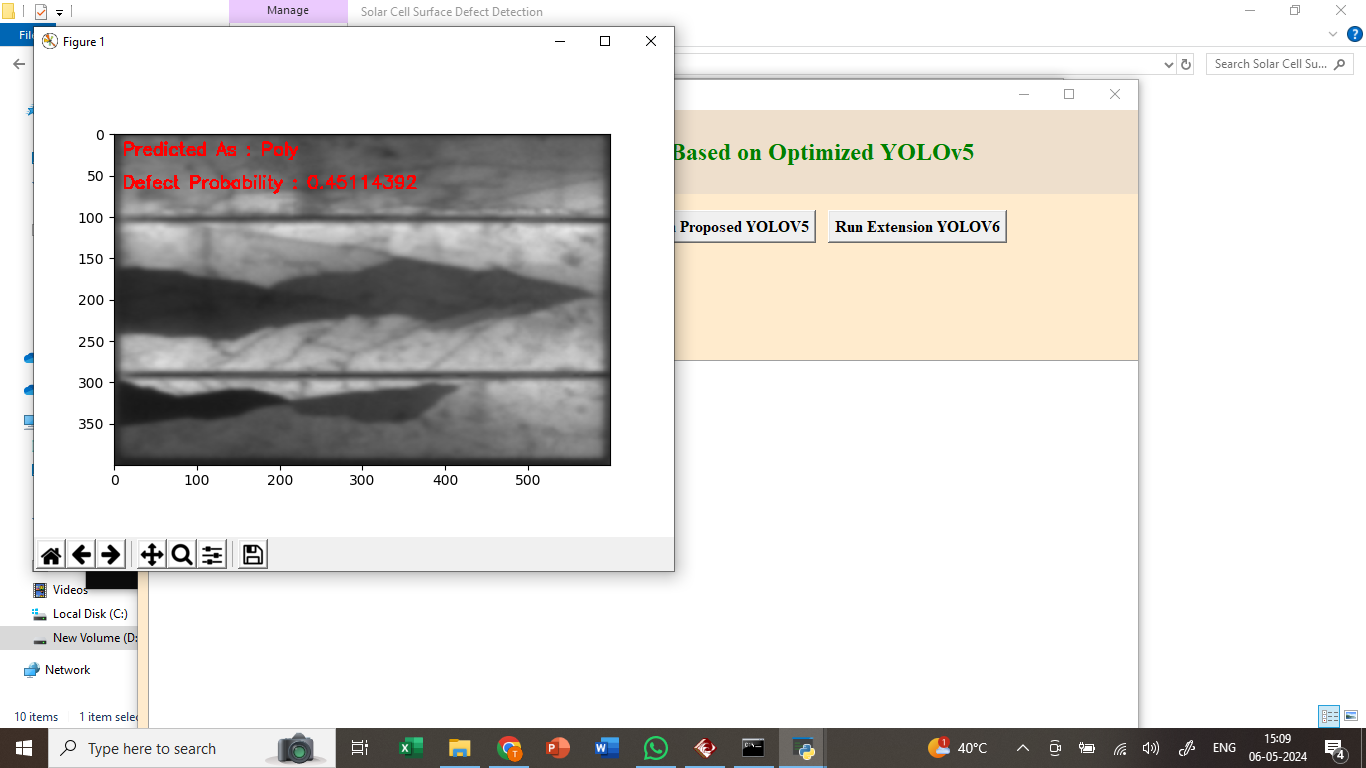 Manage
Solar Cell Surface Defect Detection
Figure 1
Search Solar Cell Su...
Predicted As : Poly
Defect Probability : 0.45114392
0
50
100
150
200
250
300
350
0
100
200
300
400
500
Based on Optimized YOLOv5
Proposed YOLOV5
Run Extension YOLOV6
Videos
Local Disk (C:)
New Volume (D:
Network
10 items
1 item selec
Type here to search
1
40°C
ENG
15:09
06-05-2024
4